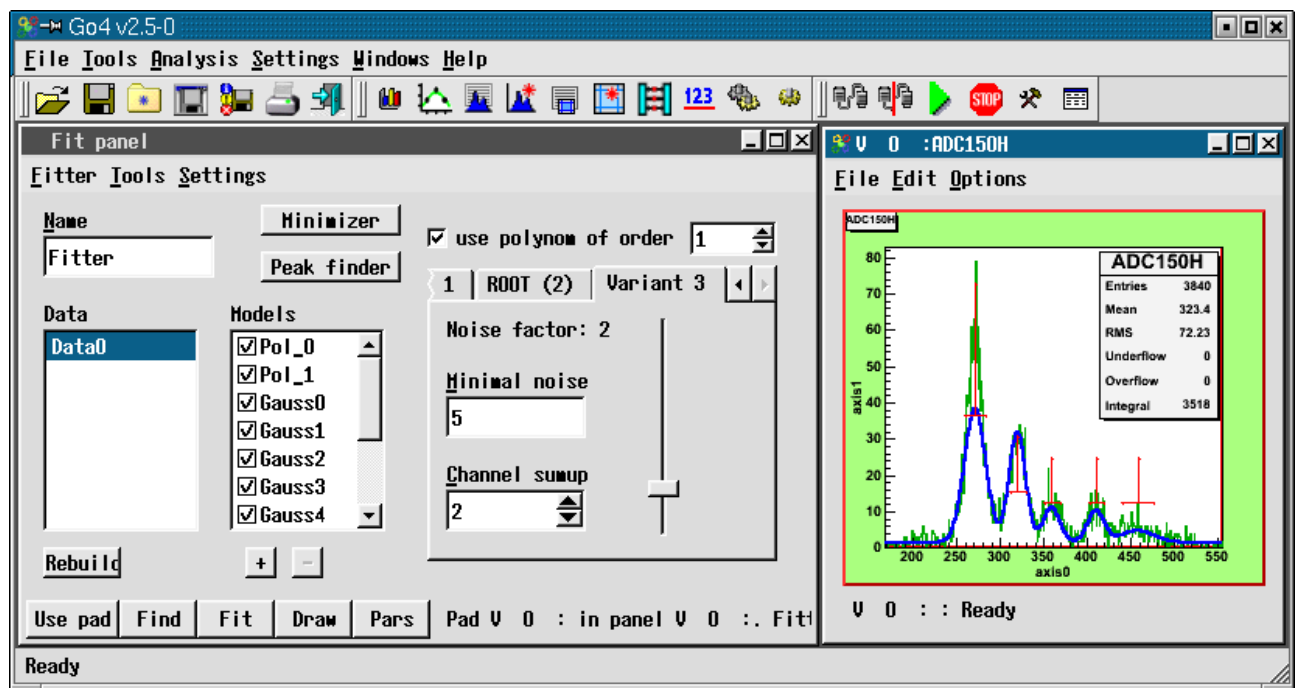 Go4 v2.5-0
File Tools Analysis Settings Windows Help
123
STOP
Fit panel
Fitter Tools Settings
Name
Fitter
Minimizer
Peak finder
use polynom of order 1
1 ROOT (2) Variant 3
Data
Data0
Models
Pol_0
Pol_1
Gauss0
Gauss1
Gauss2
Gauss3
Gauss4
Noise factor: 2
Minimal noise
5
Channel sumup
2
Rebuild
+ -
Use pad Find Fit Draw Pars Pad V 0 : in panel V 0 :. Fitt
V 0 :ADC150H
File Edit Options
ADC150H
ADC150H
Entries 3840
Mean 323.4
RMS 72.23
Underflow 0
Overflow 0
Integral 3518
axis1
80
70
60
50
40
30
20
10
0
200 250 300 350 400 450 500 550
axis0
V 0 : : Ready
Ready